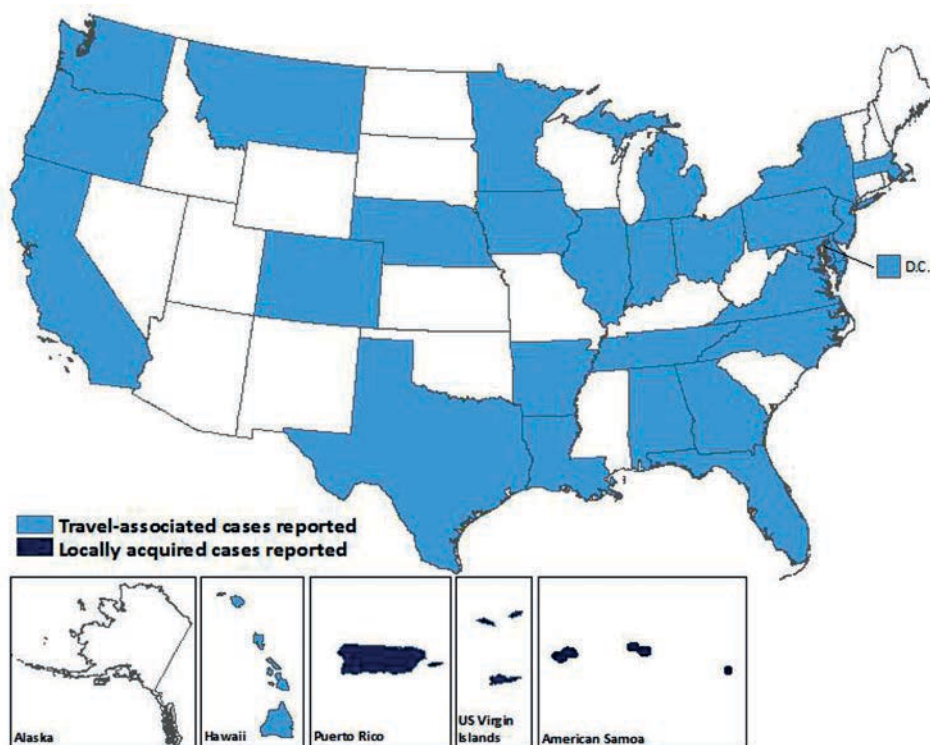 D.C.
Travel-associated cases reported
Locally acquired cases reported
Alaska
Hawaii
Puerto Rico
US Virgin
Islands
American Samoa